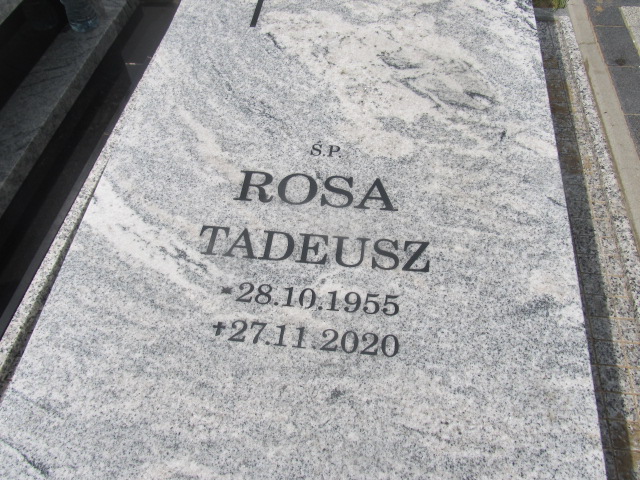 Ś.P.
ROSA
TADEUSZ
*28.10.1955
✝27.11.2020